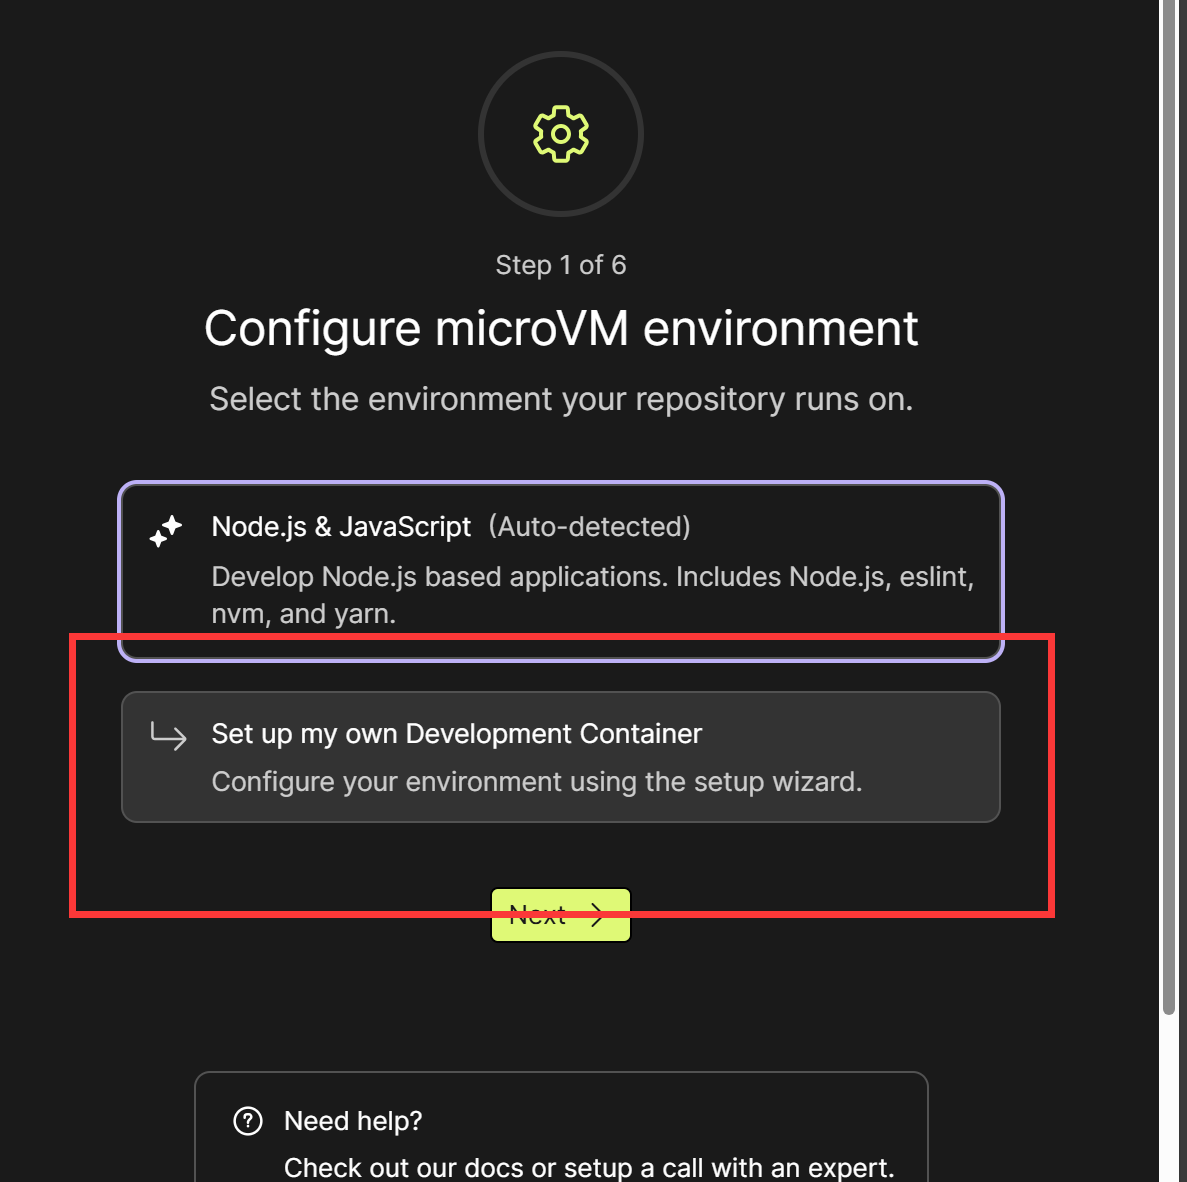 Step 1 of 6
Configure microVM environment
Select the environment your repository runs on.
Node.js & JavaScript (Auto-detected)
Develop Node.js based applications. Includes Node.js, eslint,
nvm, and yarn.
Set up my own Development Container
Configure your environment using the setup wizard.
Next
Need help?
Check out our docs or setup a call with an expert.